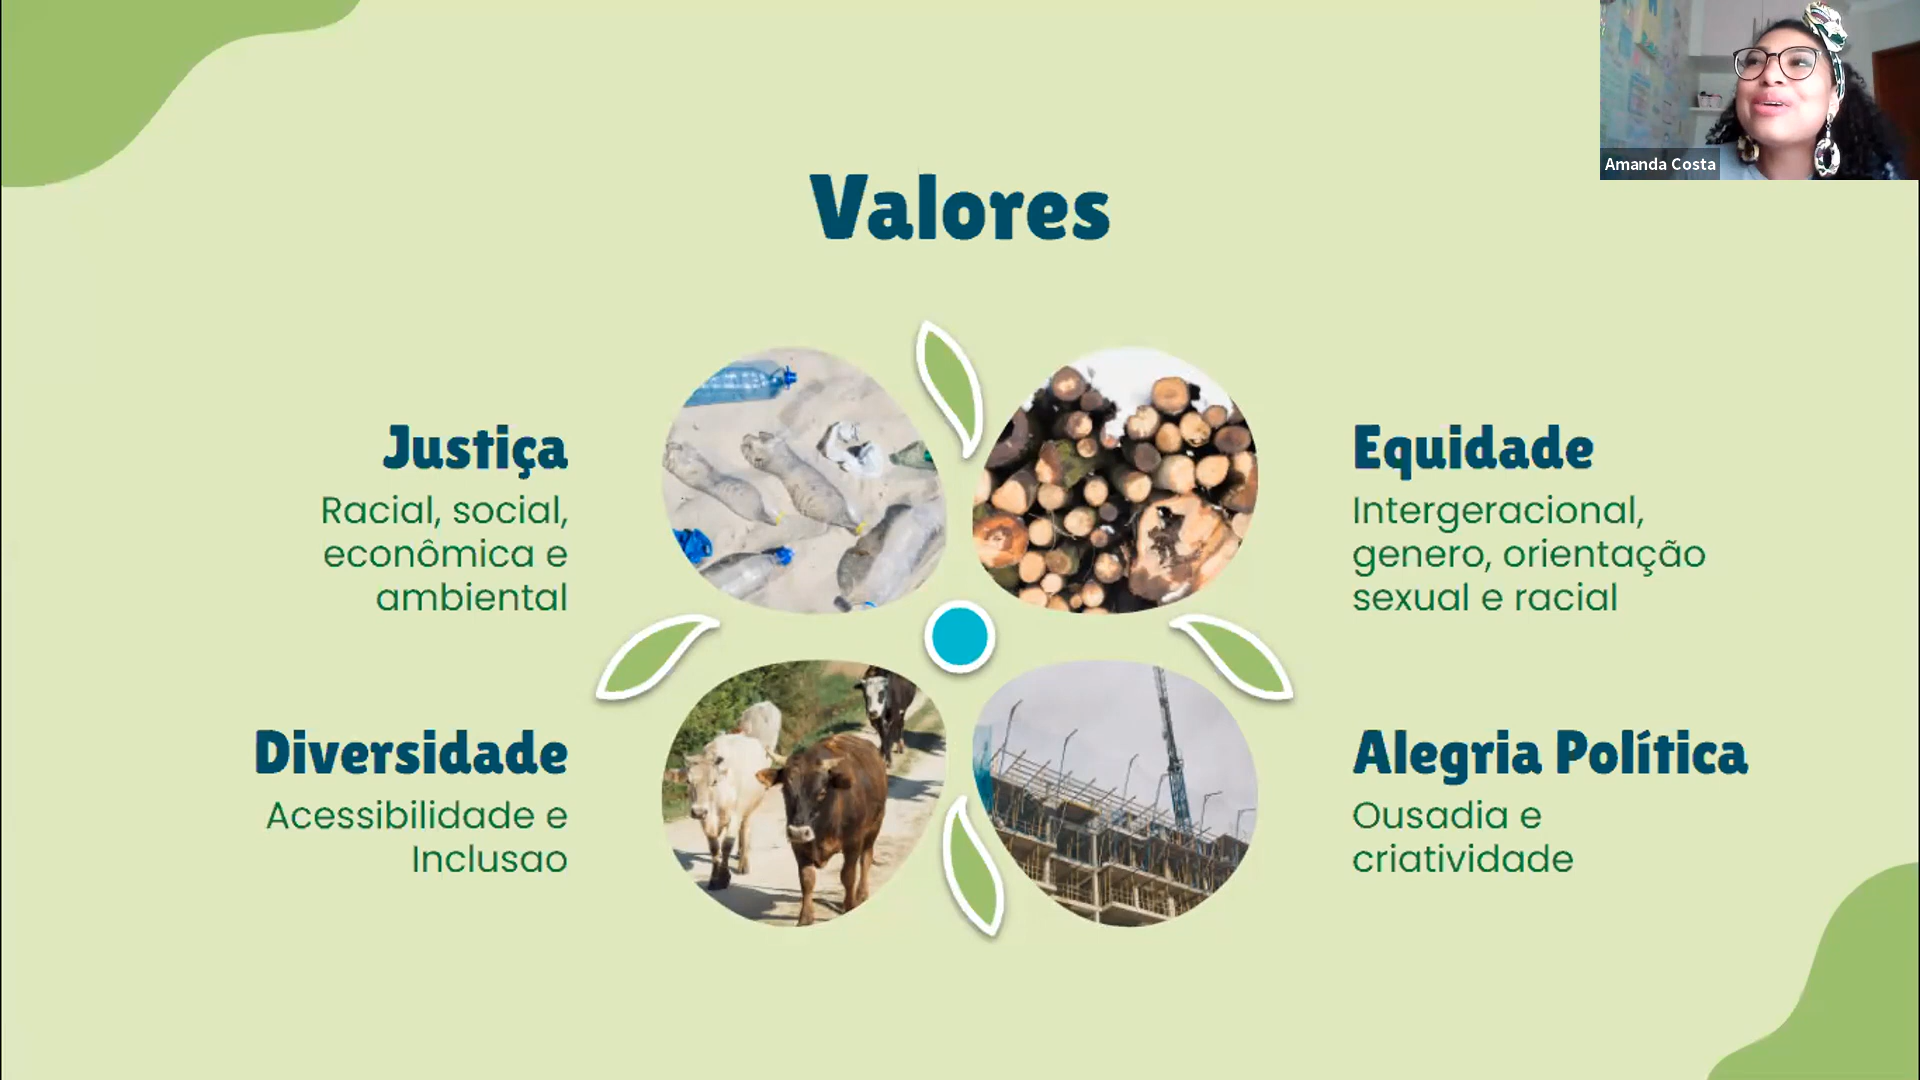 Amanda Costa
Valores
Justiça
Racial, social,
econômica e
ambiental
Equidade
Intergeracional,
genero, orientação
sexual e racial
Diversidade
Acessibilidade e
Inclusao
Alegria Política
Ousadia e
criatividade